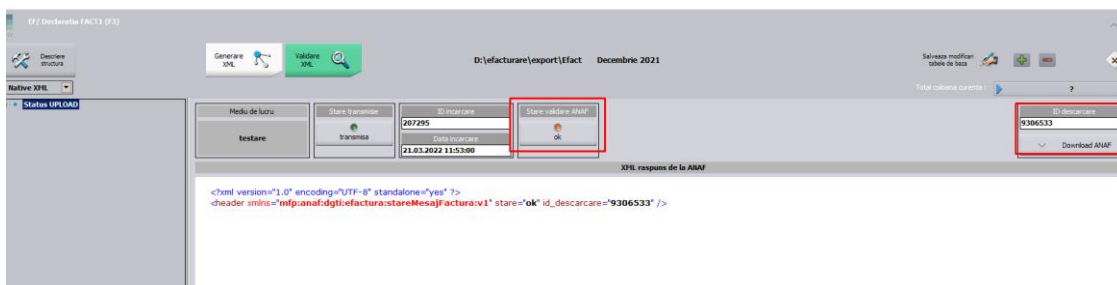 Ef/ Declaratia FACT1 (F3)
Descriere structura
Generare XML
Validare XML
D:\efacturare\export\Efact Decembrie 2021
Salveaza modificari tabele de baza
Native XML
Total coloana curenta :
?
Status UPLOAD
Mediu de lucru
testare
Stare transmise
transmisa
ID incarcare
207295
Data incarcare
21.03.2022 11:53:00
Stare validare ANAF
ok
ID descarcare
9306533
Download ANAF
XML raspuns de la ANAF
<?xml version="1.0" encoding="UTF-8" standalone="yes" ?>
<header xmlns="mfp:anaf:dgti:efactura:stareMesajFactura:v1" stare="ok" id_descarcare="9306533" />